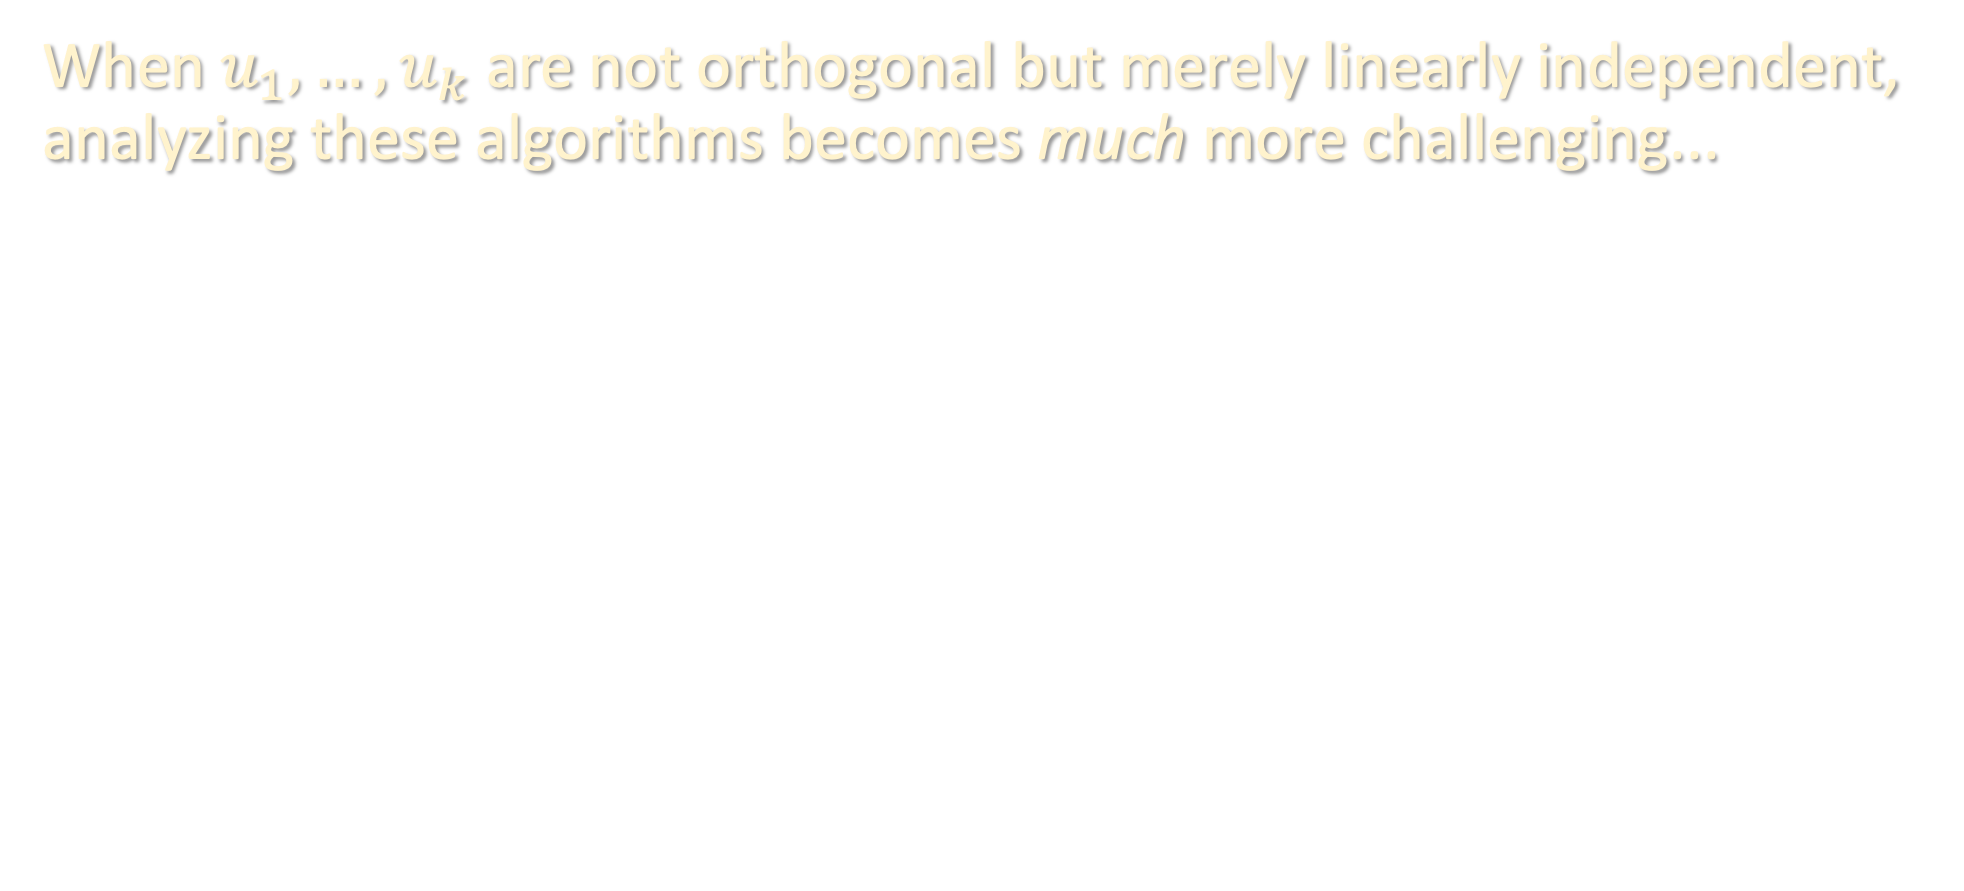 When 𝑢₁, … , 𝑢ₖ are not orthogonal but merely linearly independent,
analyzing these algorithms becomes much more challenging...